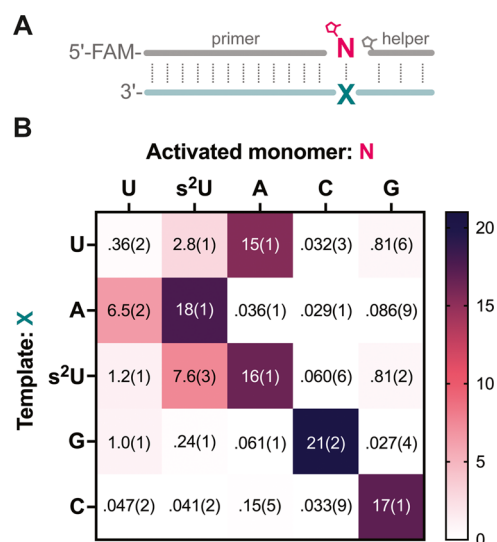 A
primer
N
helper
5'-FAM-
3'-
X
B
Activated monomer: N
U s²U A C G
Template: X
U .36(2) 2.8(1) 15(1) .032(3) .81(6)
A 6.5(2) 18(1) .036(1) .029(1) .086(9)
s²U 1.2(1) 7.6(3) 16(1) .060(6) .81(2)
G 1.0(1) .24(1) .061(1) 21(2) .027(4)
C .047(2) .041(2) .15(5) .033(9) 17(1)
20
15
10
5
0